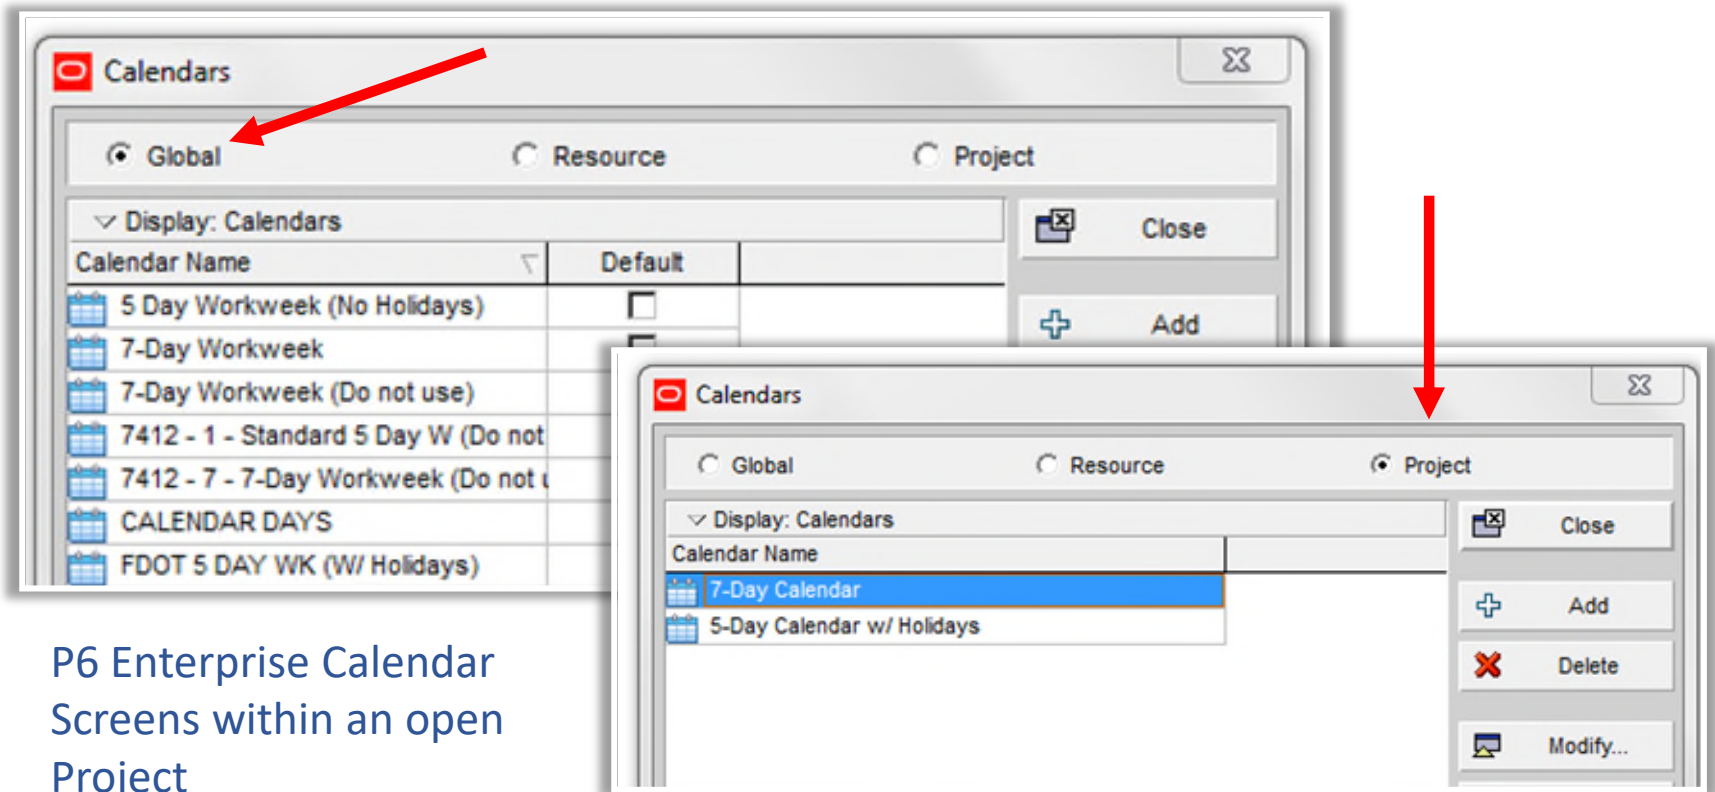 Calendars
Global
Resource
Project
Display: Calendars
Close
Calendar Name
Default
5 Day Workweek (No Holidays)
Add
7-Day Workweek
7-Day Workweek (Do not use)
7412 - 1 - Standard 5 Day W (Do not
7412 - 7 - 7-Day Workweek (Do not
CALENDAR DAYS
FDOT 5 DAY WK (W/ Holidays)
Calendars
Global
Resource
Project
Display: Calendars
Close
Calendar Name
7-Day Calendar
Add
5-Day Calendar w/ Holidays
Delete
Modify...
P6 Enterprise Calendar
Screens within an open
Project